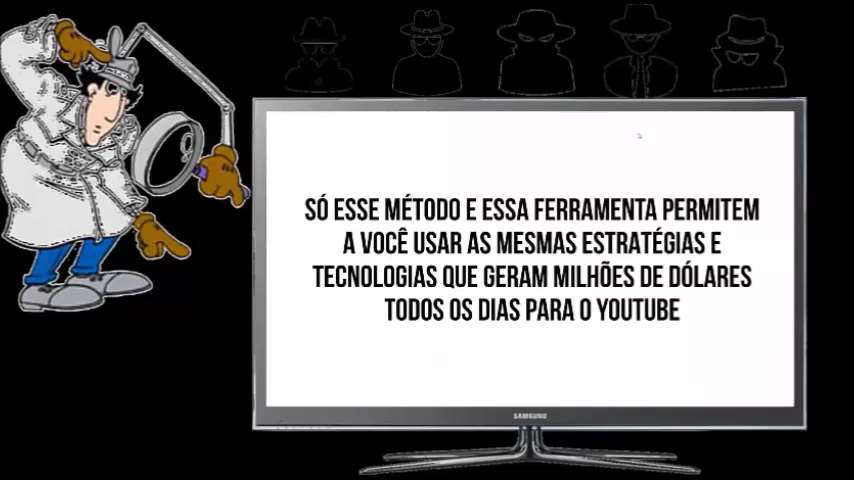 SÓ ESSE MÉTODO E ESSA FERRAMENTA PERMITEM
A VOCÊ USAR AS MESMAS ESTRATÉGIAS E
TECNOLOGIAS QUE GERAM MILHÕES DE DÓLARES
TODOS OS DIAS PARA O YOUTUBE
SAMSUNG